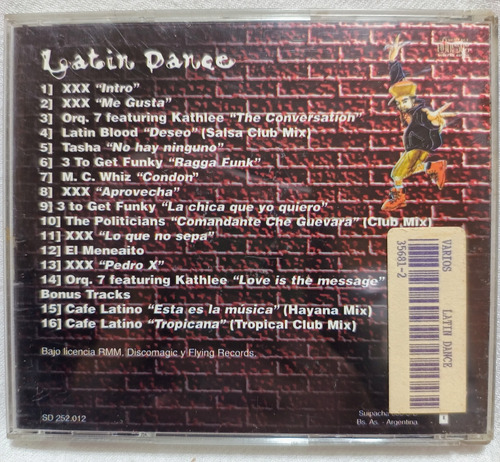 Latin Dance
1] XXX "Intro"
2] XXX "Me Gusta"
3] Orq. 7 featuring Kathlee "The Conversation"
4] Latin Blood "Deseo" (Salsa Club Mix)
5] Tasha "No hay ninguno"
6] 3 To Get Funky "Ragga Funk"
7] M. C. Whiz "Condon"
8] XXX "Aprovecha"
9] 3 to Get Funky "La chica que yo quiero"
10] The Politicians "Comandante Che Guevara" (Club Mix)
11] XXX "Lo que no sepa"
12] El Meneaito
13] XXX "Pedro X"
14] Orq. 7 featuring Kathlee "Love is the message"
Bonus Tracks
15] Cafe Latino "Esta es la música" (Havana Mix)
16] Cafe Latino "Tropicana" (Tropical Club Mix)
Bajo licencia RMM, Discomagic y Flying Records.
SD 252.012
Suipacha
Bs. As. - Argentina
VARIOS LATIN DANCE
35681-2